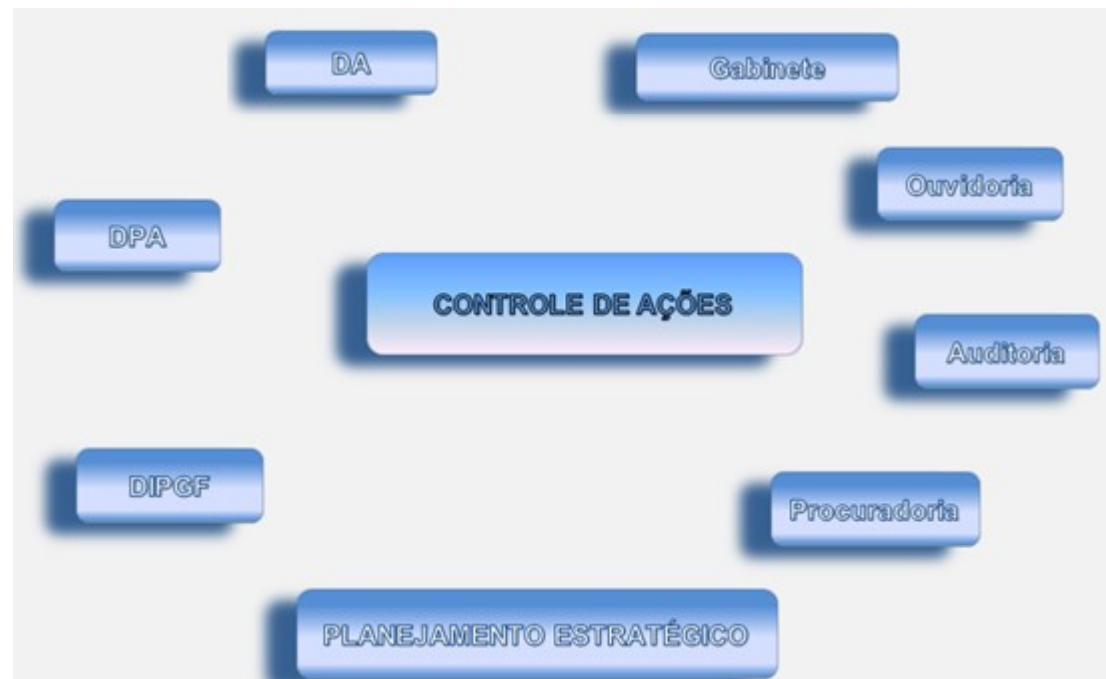 DA
Gabinete
Ouvidoria
DPA
CONTROLE DE AÇÕES
Auditoria
DIPGF
Procuradoria
PLANEJAMENTO ESTRATÉGICO